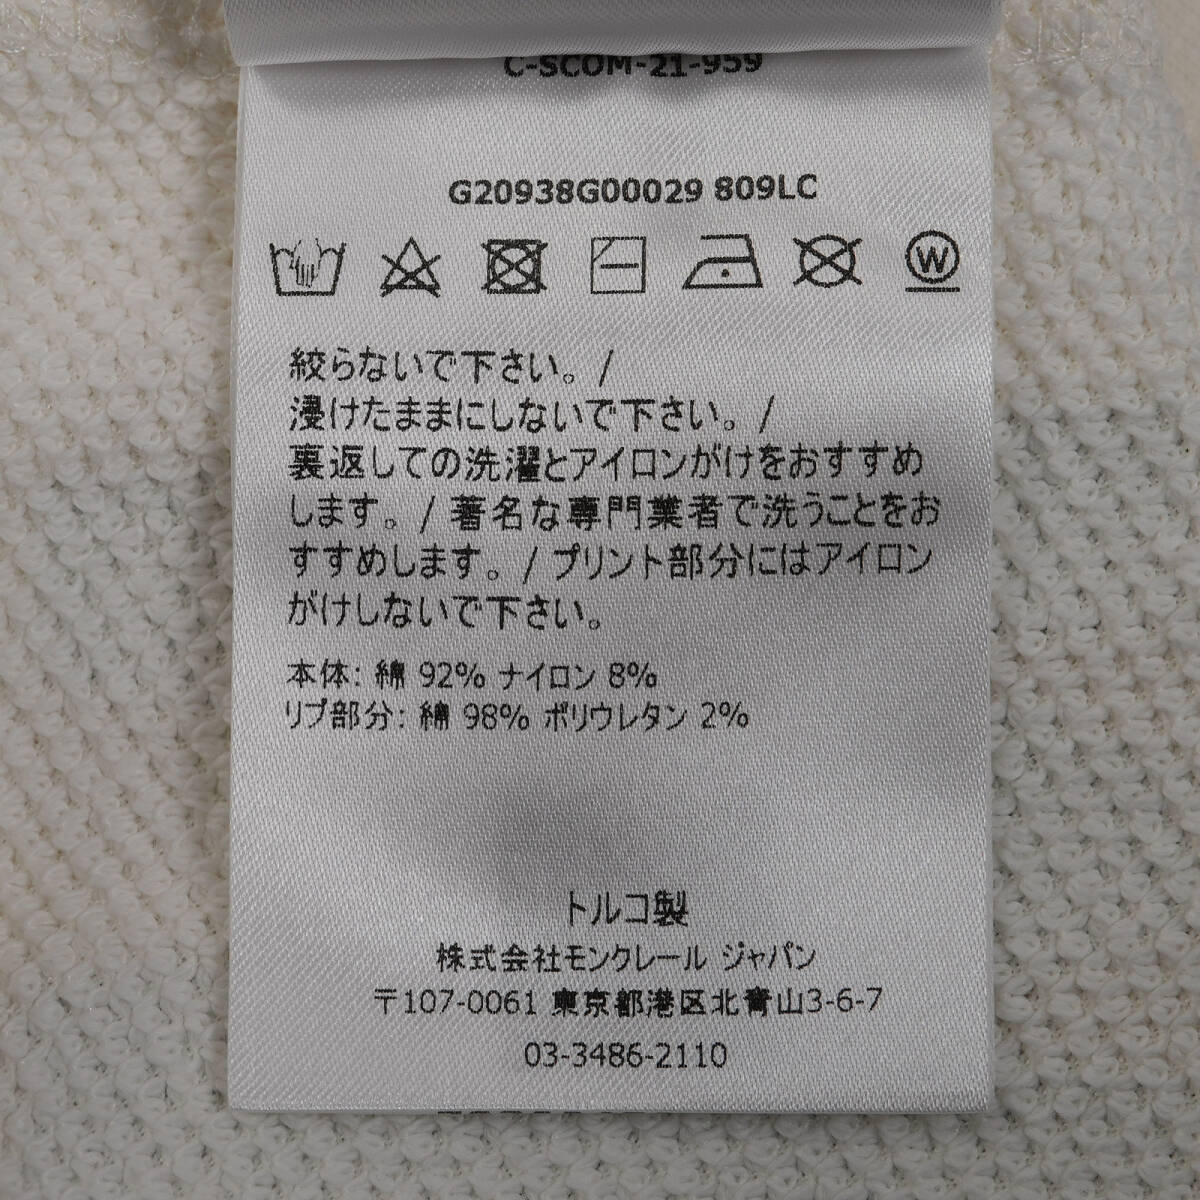 C-SCOM-21-959
G20938G00029 809LC
W
絞らないで下さい。/
浸けたままにしないで下さい。/
裏返しての洗濯とアイロンがけをおすすめ
します。/ 著名な専門業者で洗うことをお
すすめします。/ プリント部分にはアイロン
がけしないで下さい。
本体: 綿 92% ナイロン 8%
リブ部分: 綿 98% ポリウレタン 2%
トルコ製
株式会社モンクレール ジャパン
〒107-0061 東京都港区北青山3-6-7
03-3486-2110